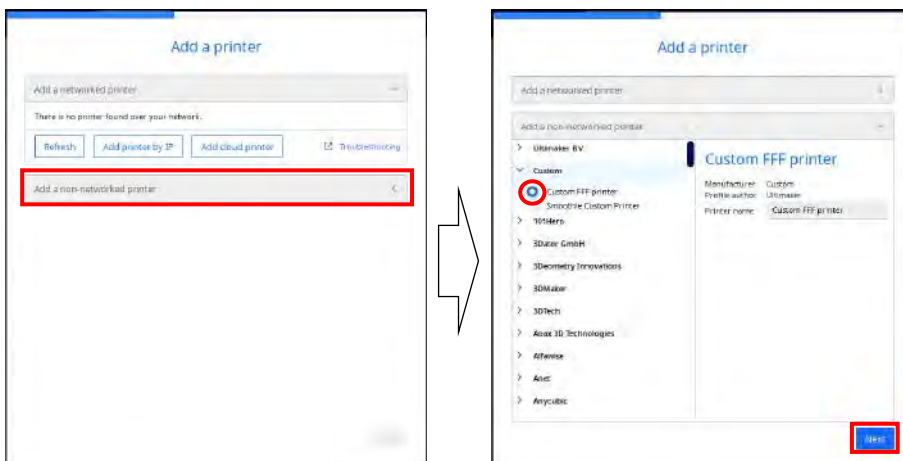 Add a printer
Add a networked printer
There is no printer found over your network.
Refresh
Add printer by IP
Add cloud printer
Troubleshooting
Add a non-networked printer
Add a printer
Add a networked printer
Add a non-networked printer
Ultimaker B.V.
Custom
Custom FFF printer
Smoothie Custom Printer
101Hero
3Dator GmbH
3Deometry Innovations
3DMaker
3DTech
Alfawise
Anet
Anycubic
Custom FFF printer
Manufacturer Custom
Profile author Ultimaker
Printer name Custom FFF printer
Next